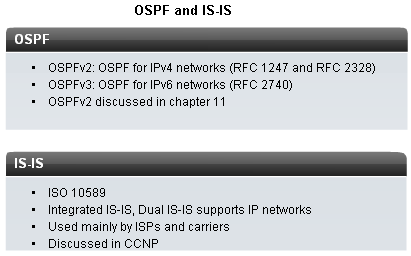 OSPF and IS-IS
OSPF
• OSPFv2: OSPF for IPv4 networks (RFC 1247 and RFC 2328)
• OSPFv3: OSPF for IPv6 networks (RFC 2740)
• OSPFv2 discussed in chapter 11
IS-IS
• ISO 10589
• Integrated IS-IS, Dual IS-IS supports IP networks
• Used mainly by ISPs and carriers
• Discussed in CCNP